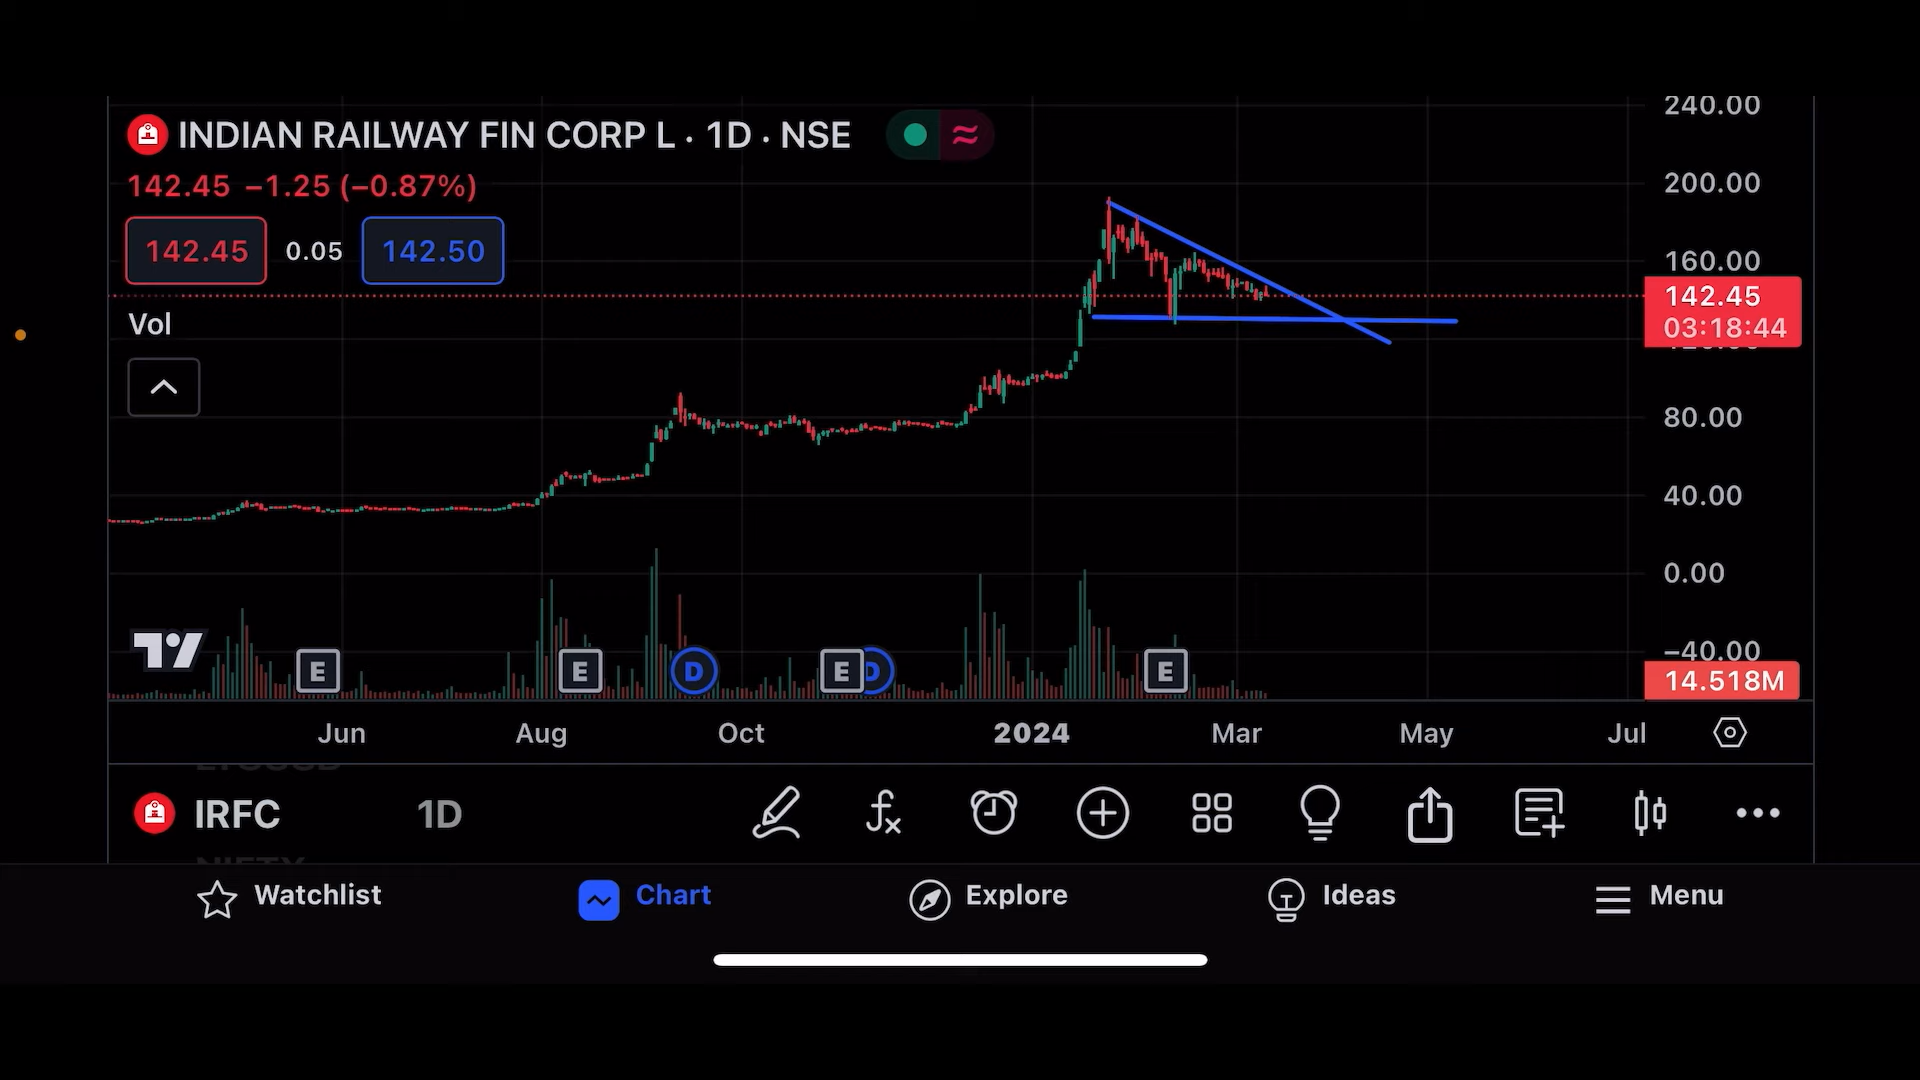 INDIAN RAILWAY FIN CORP L · 1D · NSE
142.45 −1.25 (−0.87%)
142.45 0.05 142.50
Vol
240.00
200.00
160.00
142.45
03:18:44
80.00
40.00
0.00
−40.00
14.518M
E E D E D E
Jun Aug Oct 2024 Mar May Jul
IRFC 1D
Watchlist Chart Explore Ideas Menu